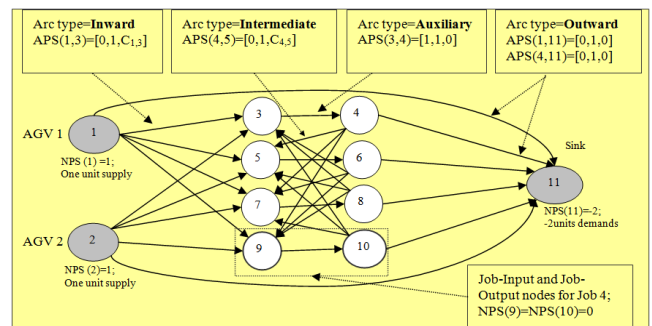 Arc type=Inward
APS(1,3)=[0,1,C1,3]
Arc type=Intermediate
APS(4,5)=[0,1,C4,5]
Arc type=Auxiliary
APS(3,4)=[1,1,0]
Arc type=Outward
APS(1,11)=[0,1,0]
APS(4,11)=[0,1,0]
AGV 1
1
NPS (1) =1;
One unit supply
3
4
5
6
7
8
9
10
Sink
11
NPS(11)=-2;
-2units demands
AGV 2
2
NPS (2)=1;
One unit supply
Job-Input and Job-
Output nodes for Job 4;
NPS(9)=NPS(10)=0